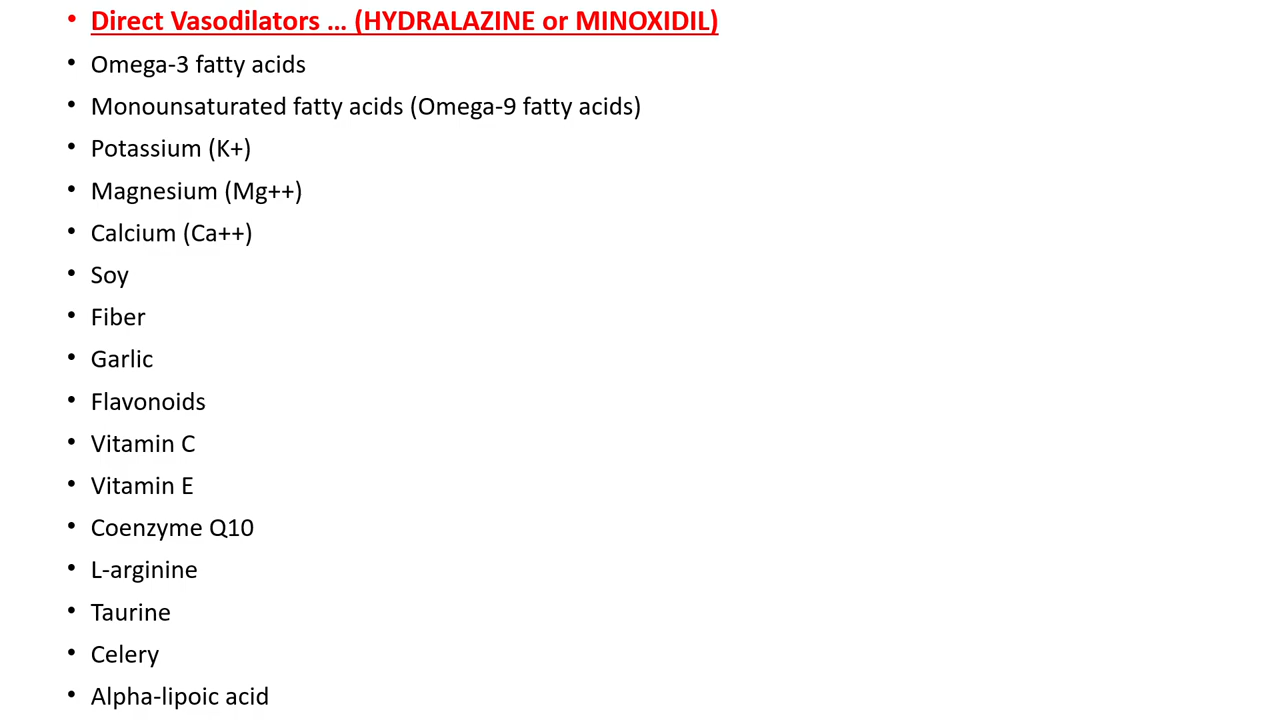 • Direct Vasodilators … (HYDRALAZINE or MINOXIDIL)
• Omega-3 fatty acids
• Monounsaturated fatty acids (Omega-9 fatty acids)
• Potassium (K+)
• Magnesium (Mg++)
• Calcium (Ca++)
• Soy
• Fiber
• Garlic
• Flavonoids
• Vitamin C
• Vitamin E
• Coenzyme Q10
• L-arginine
• Taurine
• Celery
• Alpha-lipoic acid